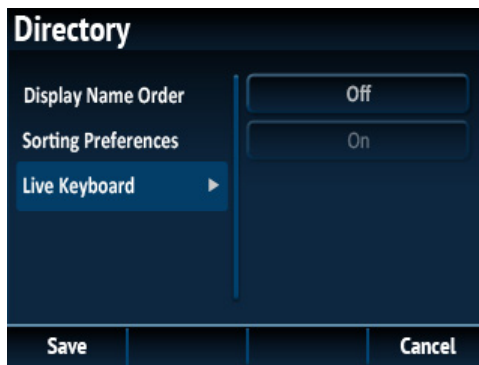 Directory
Display Name Order
Off
Sorting Preferences
On
Live Keyboard
Save
Cancel